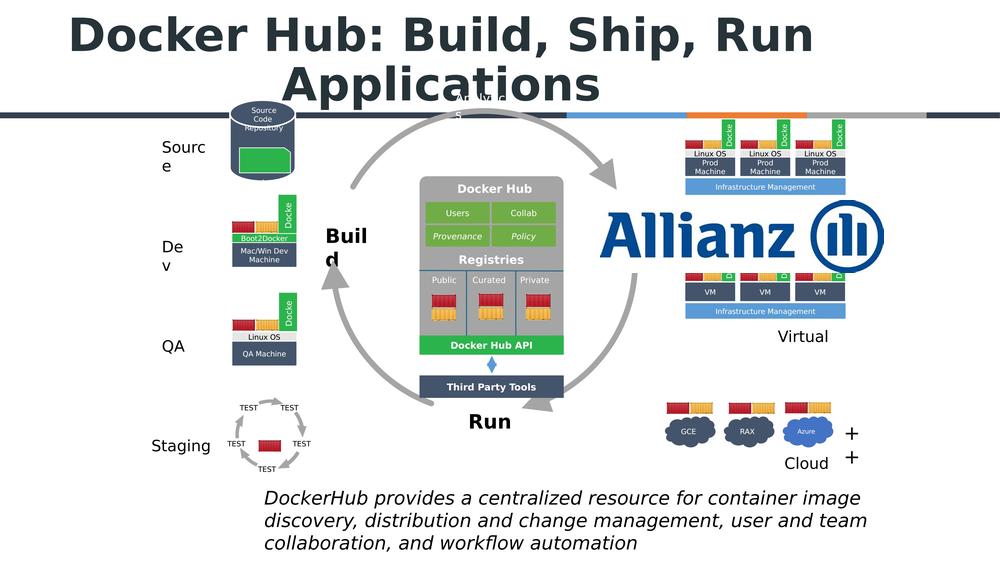 Docker Hub: Build, Ship, Run
Applications
Source
Code
Repository
Sourc
e
Docke
Boot2Docker
Mac/Win Dev
Machine
De
v
Docke
Linux OS
QA Machine
QA
TEST
TEST
TEST
TEST
TEST
Staging
Buil
d
Docker Hub
Users
Collab
Provenance
Policy
Registries
Public
Curated
Private
Docker Hub API
Third Party Tools
Run
Docke
Docke
Docke
Linux OS
Linux OS
Linux OS
Prod
Machine
Prod
Machine
Prod
Machine
Infrastructure Management
Allianz
VM
VM
VM
Infrastructure Management
Virtual
GCE
RAX
Azure
+
+
Cloud
DockerHub provides a centralized resource for container image
discovery, distribution and change management, user and team
collaboration, and workflow automation